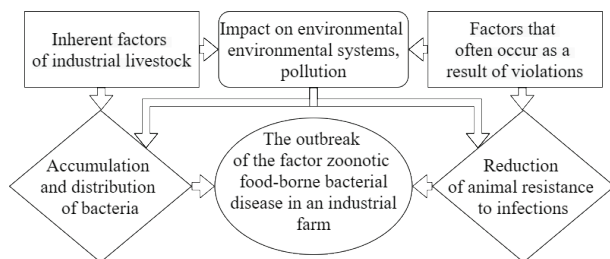 Inherent factors
of industrial livestock
Impact on environmental
environmental systems,
pollution
Factors that
often occur as a
result of violations
Accumulation
and distribution
of bacteria
The outbreak
of the factor zoonotic
food-borne bacterial
disease in an industrial
farm
Reduction
of animal resistance
to infections